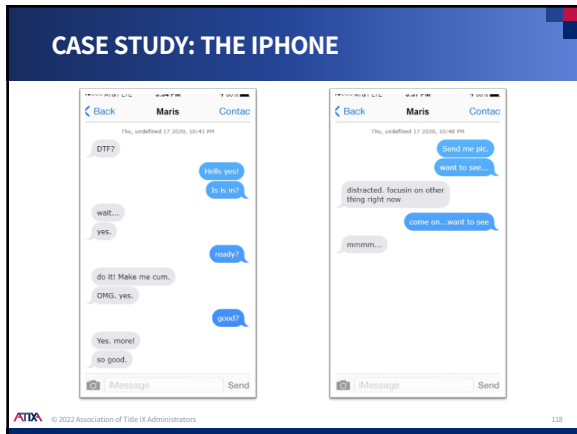 CASE STUDY: THE IPHONE
Back Maris Contac
Thu, undefined 17 2020, 10:41 PM
DTF?
Hells yes!
Is is in?
wait...
yes.
ready?
do it! Make me cum.
OMG. yes.
good?
Yes. more!
so good.
iMessage Send
Back Maris Contac
Thu, undefined 17 2020, 10:48 PM
Send me pic.
want to see...
distracted. focusin on other
thing right now
come on...want to see
mmmm...
iMessage Send
ATIXA © 2022 Association of Title IX Administrators 118